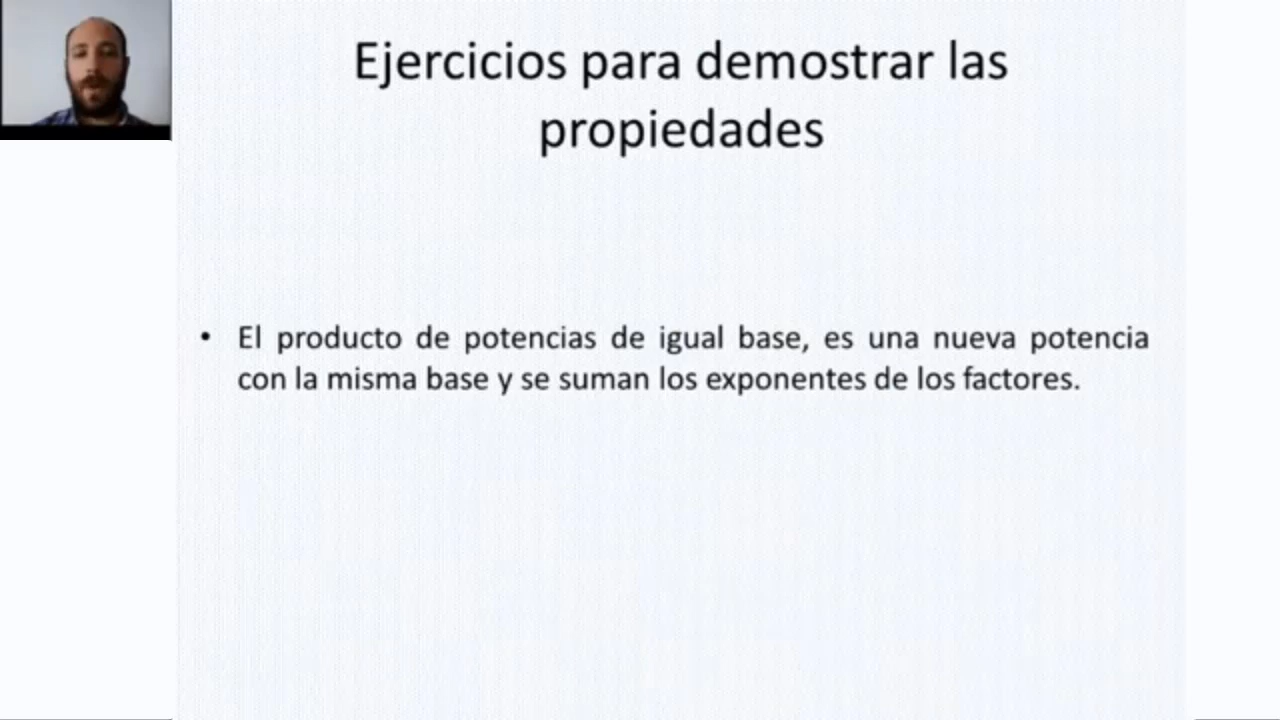 Ejercicios para demostrar las
propiedades
• El producto de potencias de igual base, es una nueva potencia
con la misma base y se suman los exponentes de los factores.